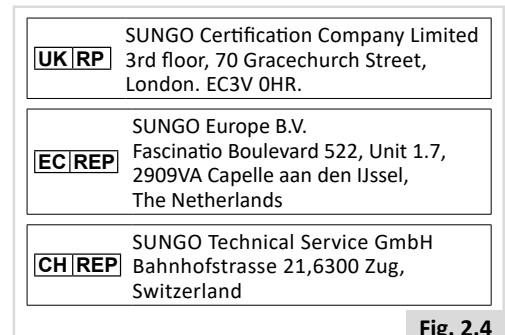 SUNGO Certification Company Limited
UK RP 3rd floor, 70 Gracechurch Street,
London. EC3V 0HR.
SUNGO Europe B.V.
Fascinatio Boulevard 522, Unit 1.7,
EC REP
2909VA Capelle aan den IJssel,
The Netherlands
SUNGO Technical Service GmbH
CH REP Bahnhofstrasse 21,6300 Zug,
Switzerland
Fig. 2.4